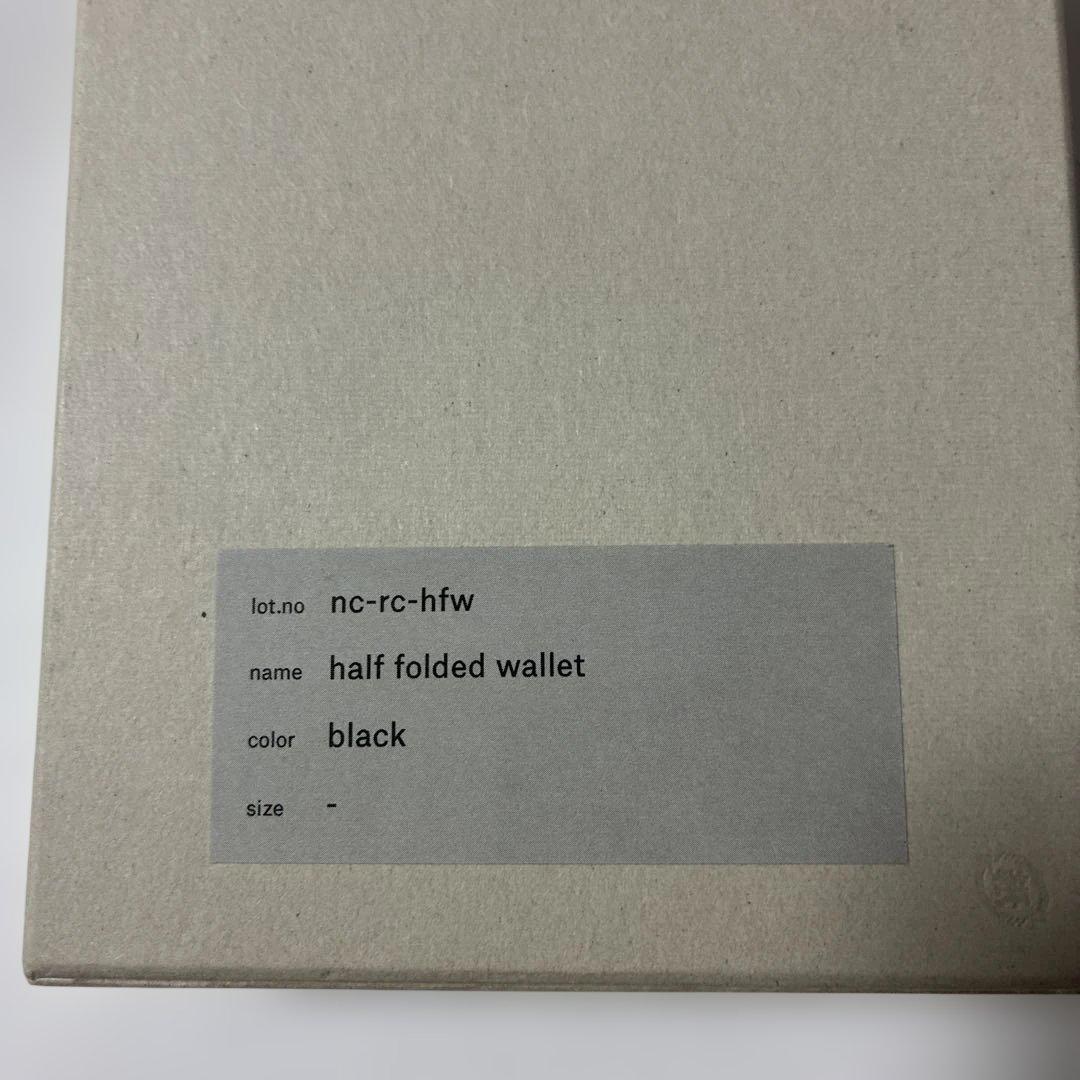 lot.no nc-rc-hfw
name half folded wallet
color black
size -